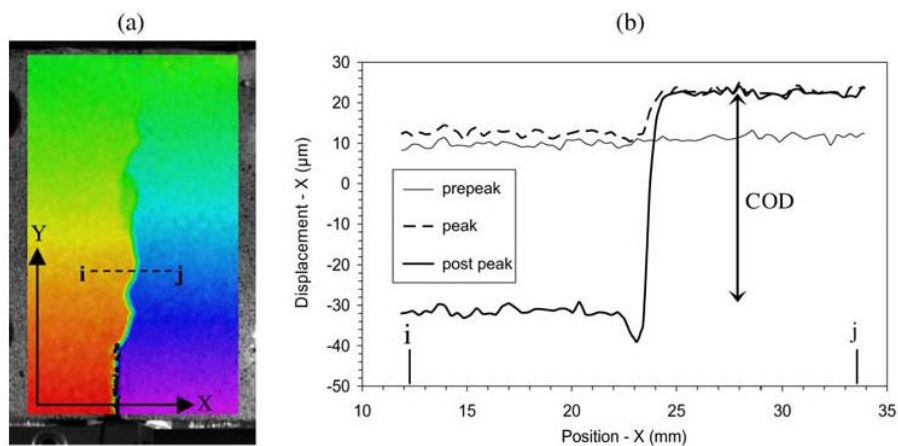 (a)
(b)
Y
i
j
X
30
20
10
0
-10
-20
-30
-40
-50
Displacement - X (μm)
prepeak
peak
post peak
COD
i
j
10
15
20
25
30
35
Position - X (mm)